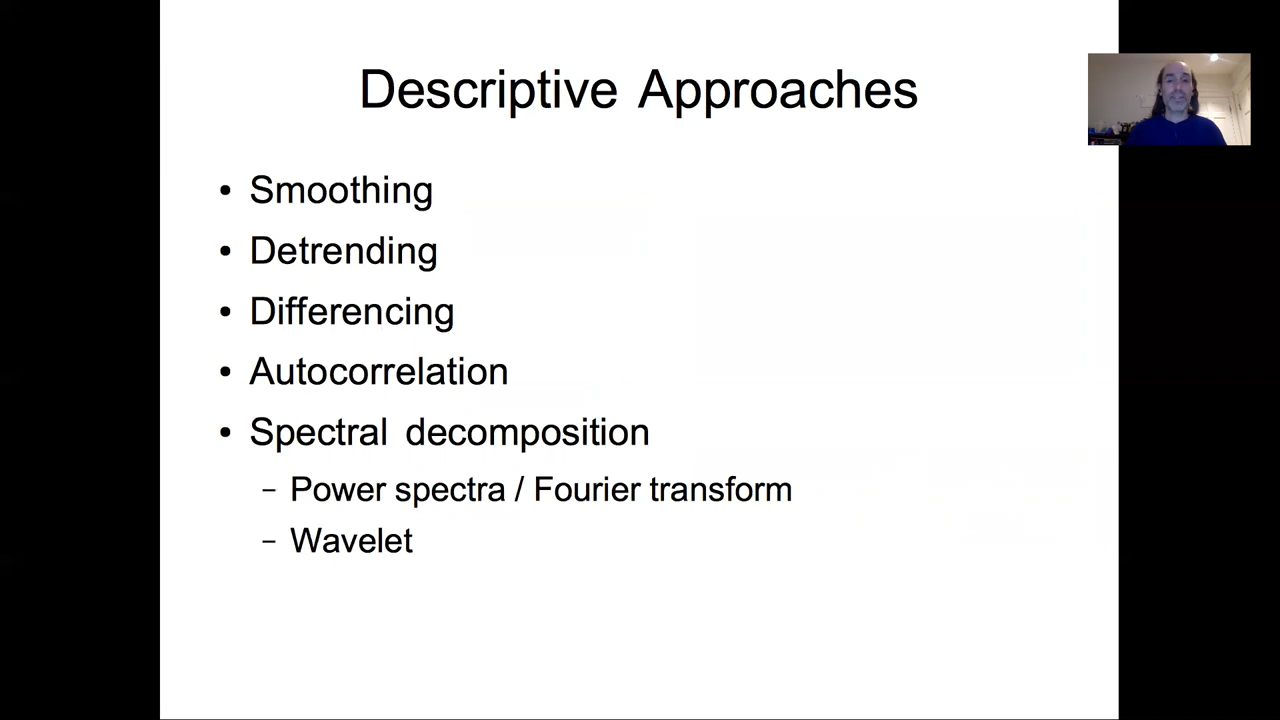 Descriptive Approaches
• Smoothing
• Detrending
• Differencing
• Autocorrelation
• Spectral decomposition
– Power spectra / Fourier transform
– Wavelet